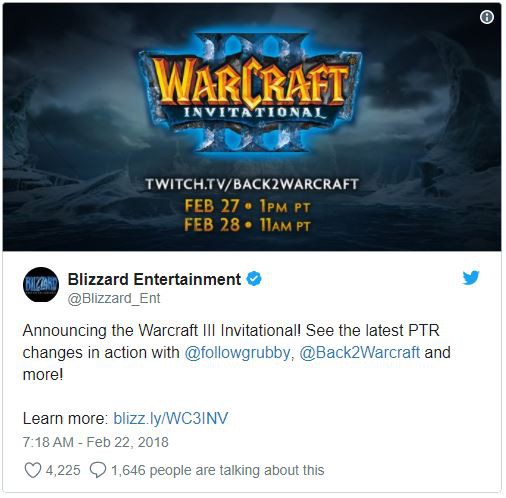 WARCRAFT
III
INVITATIONAL
TWITCH.TV/BACK2WARCRAFT
FEB 27 • 1PM PT
FEB 28 • 11AM PT
BLIZZARD
Blizzard Entertainment
@Blizzard_Ent
Announcing the Warcraft III Invitational! See the latest PTR
changes in action with @followgrubby, @Back2Warcraft and
more!
Learn more: blizz.ly/WC3INV
7:18 AM - Feb 22, 2018
4,225 1,646 people are talking about this